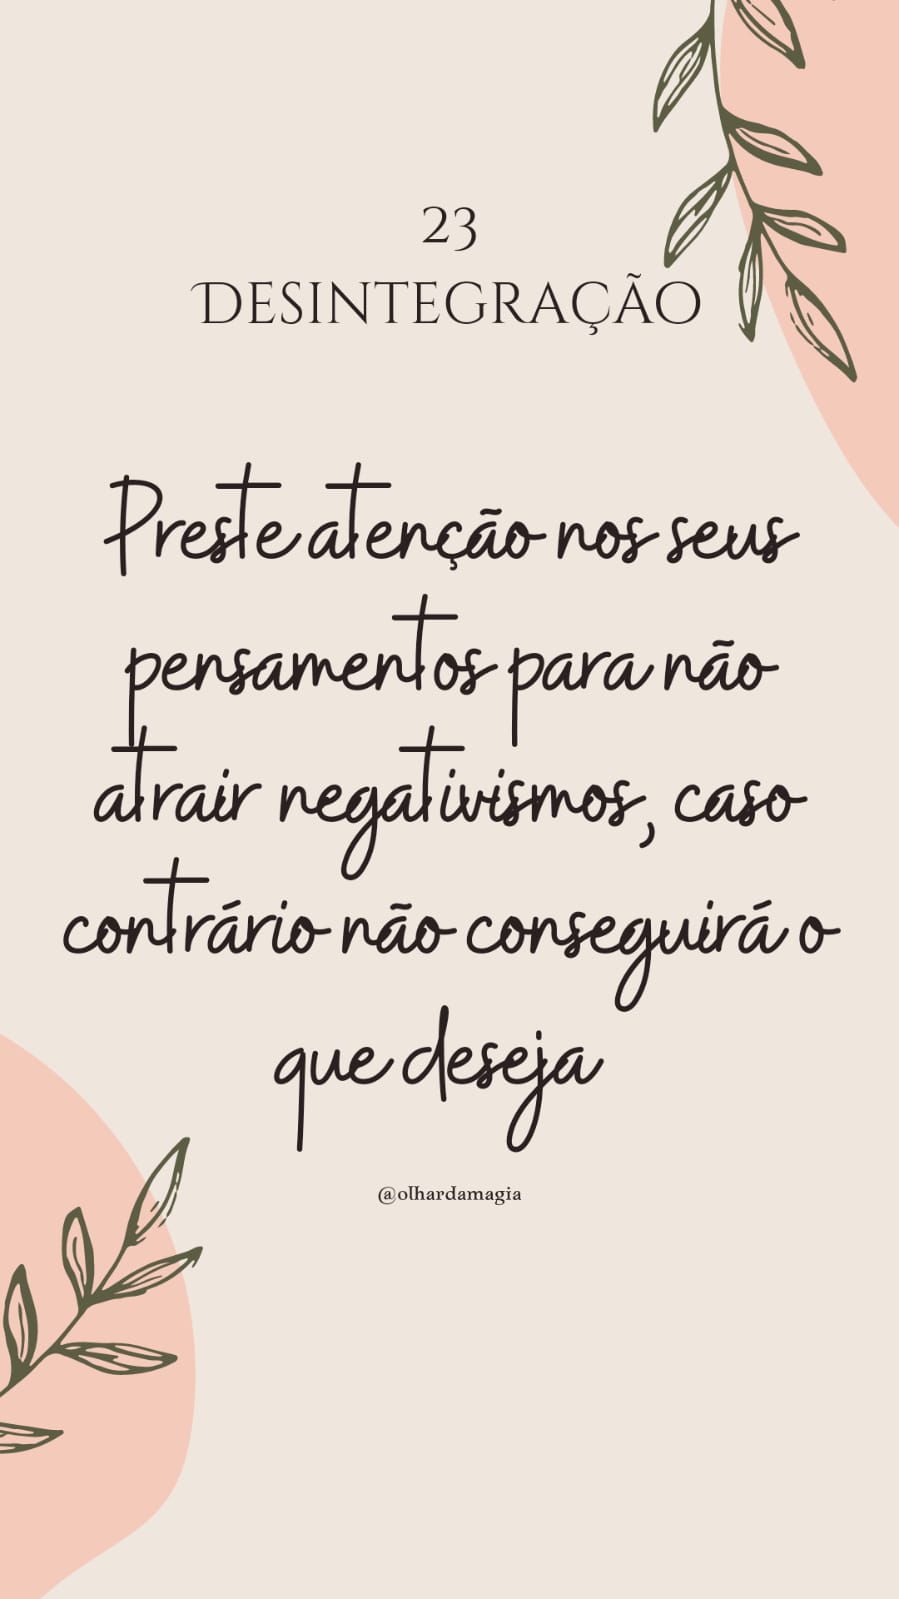 23
Desintegração
Preste atenção nos seus
pensamentos para não
atrair negativismos, caso
contrário não conseguirá o
que deseja
@olhardamagia